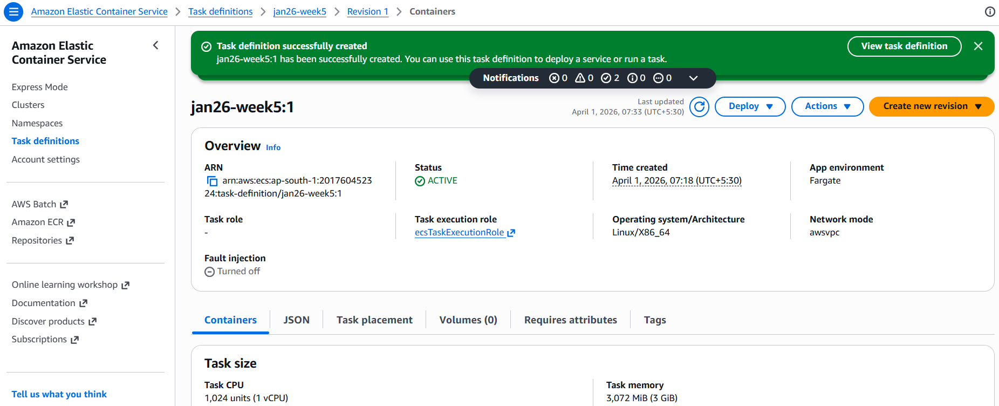 Amazon Elastic Container Service > Task definitions > jan26-week5 > Revision 1 > Containers
Amazon Elastic
Container Service
Express Mode
Clusters
Namespaces
Task definitions
Account settings
AWS Batch
Amazon ECR
Repositories
Online learning workshop
Documentation
Discover products
Subscriptions
Tell us what you think
Task definition successfully created
jan26-week5:1 has been successfully created. You can use this task definition to deploy a service or run a task.
View task definition
Notifications 0 0 2 0 0
jan26-week5:1
Last updated
April 1, 2026, 07:33 (UTC+5:30)
Deploy
Actions
Create new revision
Overview Info
ARN
arn:aws:ecs:ap-south-1:2017604523
24:task-definition/jan26-week5:1
Status
ACTIVE
Time created
April 1, 2026, 07:18 (UTC+5:30)
App environment
Fargate
Task role
-
Task execution role
ecsTaskExecutionRole
Operating system/Architecture
Linux/X86_64
Network mode
awsvpc
Fault injection
Turned off
Containers JSON Task placement Volumes (0) Requires attributes Tags
Task size
Task CPU
1,024 units (1 vCPU)
Task memory
3,072 MiB (3 GiB)